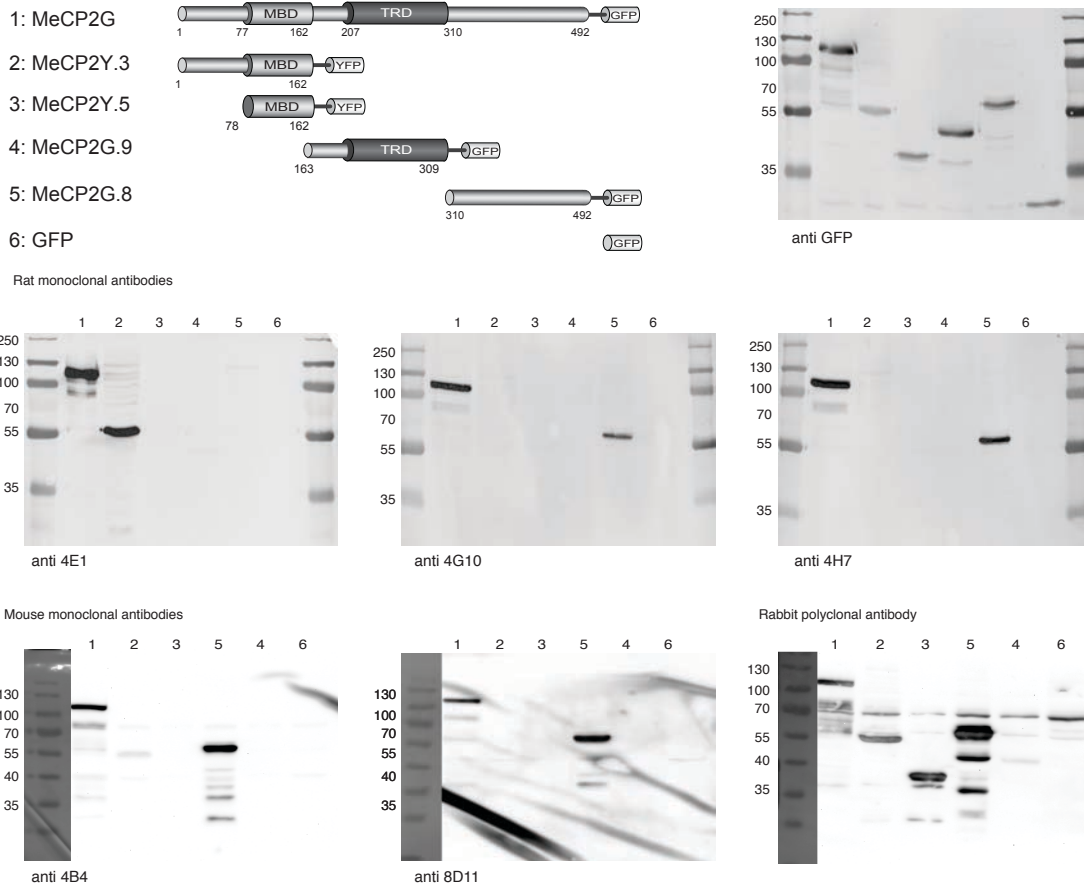 1: MeCP2G
MBD TRD GFP
1 77 162 207 310 492
2: MeCP2Y.3
MBD YFP
1 162
3: MeCP2Y.5
MBD YFP
78 162
4: MeCP2G.9
TRD GFP
163 309
5: MeCP2G.8
GFP
310 492
6: GFP
GFP
250
130
100
70
55
35
anti GFP
Rat monoclonal antibodies
1 2 3 4 5 6
250
130
100
70
55
35
anti 4E1
1 2 3 4 5 6
250
130
100
70
55
35
anti 4G10
1 2 3 4 5 6
250
130
100
70
55
35
anti 4H7
Mouse monoclonal antibodies
1 2 3 5 4 6
130
100
70
55
40
35
anti 4B4
1 2 3 5 4 6
130
100
70
55
40
35
anti 8D11
Rabbit polyclonal antibody
1 2 3 5 4 6
130
100
70
55
40
35